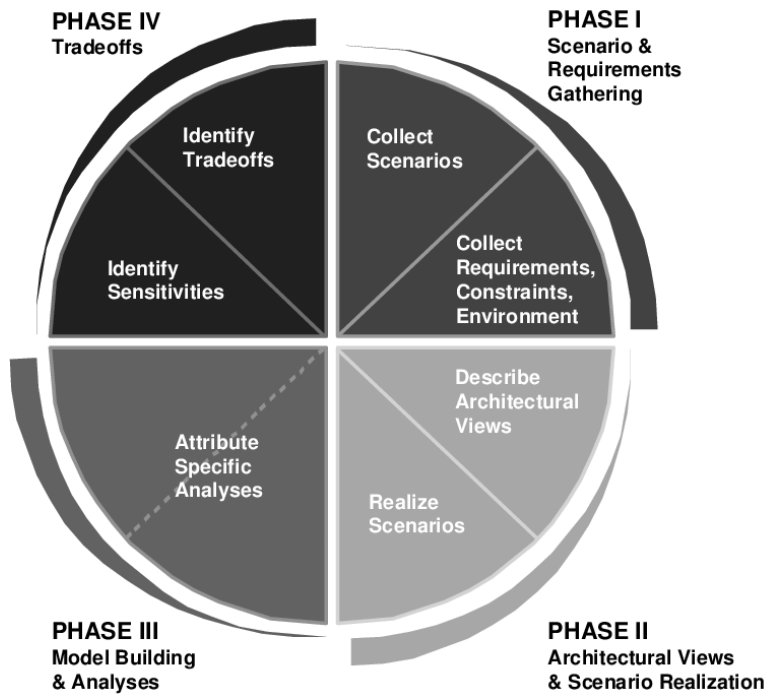 PHASE IV
Tradeoffs
PHASE I
Scenario &
Requirements
Gathering
Identify
Tradeoffs
Collect
Scenarios
Identify
Sensitivities
Collect
Requirements,
Constraints,
Environment
Attribute
Specific
Analyses
Describe
Architectural
Views
Realize
Scenarios
PHASE III
Model Building
& Analyses
PHASE II
Architectural Views
& Scenario Realization